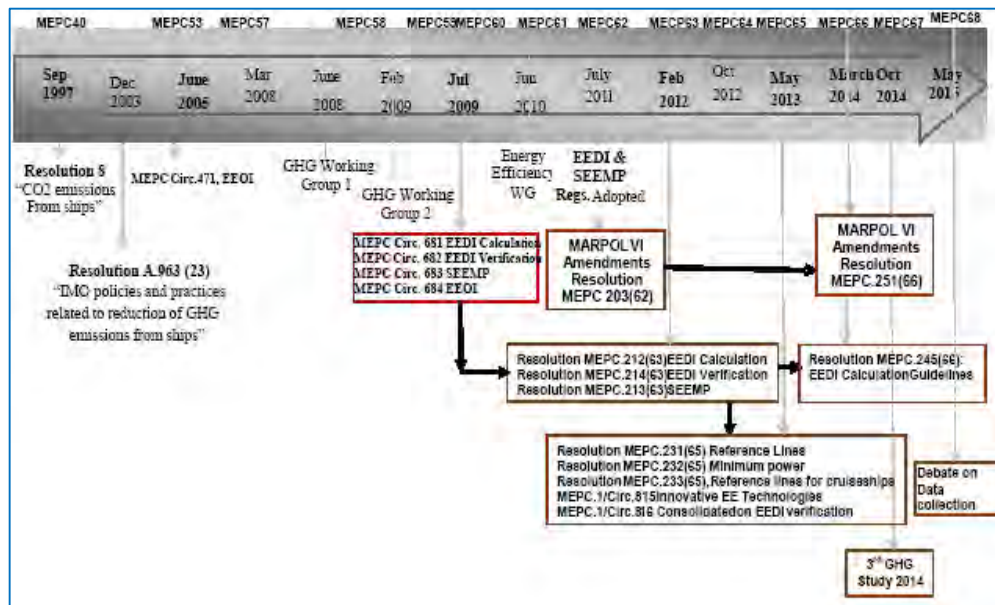 MEPC40 MEPC53 MEPC57 MEPC58 MEPC59 MEPC60 MEPC61 MEPC62 MECP63 MEPC64 MEPC65 MEPC66 MEPC67 MEPC68
Sep Dec June Mar June Feb Jul Jun July Feb Oct May March Oct May
1997 2003 2005 2008 2008 2009 2009 2010 2011 2012 2012 2013 2014 2014 2015
Resolution 8
"CO2 emissions
From ships"
MEPC Circ.471, EEOI
GHG Working
Group 1
GHG Working
Group 2
Energy
Efficiency
WG
EEDI &
SEEMP
Regs. Adopted
Resolution A.963 (23)
"IMO policies and practices
related to reduction of GHG
emissions from ships"
MEPC Circ. 681 EEDI Calculation
MEPC Circ. 682 EEDI Verification
MEPC Circ. 683 SEEMP
MEPC Circ. 684 EEOI
MARPOL VI
Amendments
Resolution
MEPC 203(62)
MARPOL VI
Amendments
Resolution
MEPC.251(66)
Resolution MEPC.212(63)EEDI Calculation
Resolution MEPC.214(63)EEDI Verification
Resolution MEPC.213(63)SEEMP
Resolution MEPC.245(66):
EEDI CalculationGuidelines
Resolution MEPC.231(65) Reference Lines
Resolution MEPC.232(65) Minimum power
Resolution MEPC.233(65), Reference lines for cruiseships
MEPC.1/Circ.815Innovative EE Technologies
MEPC.1/Circ.816 Consolidatedon EEDI verification
Debate on
Data
collection
3rd GHG
Study 2014